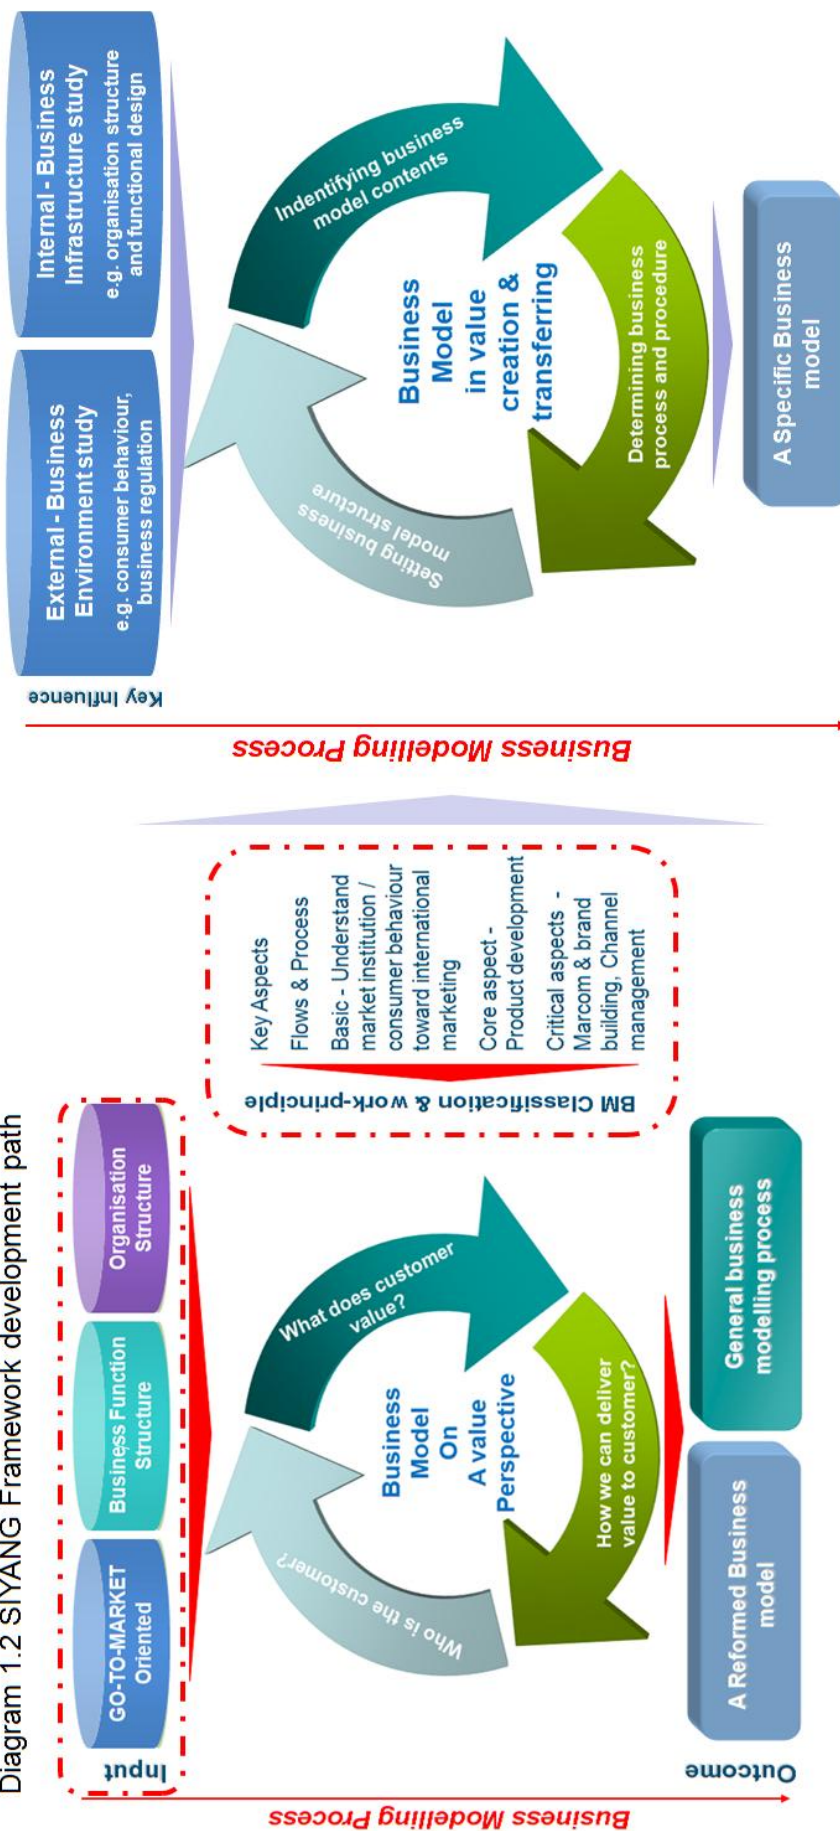 Diagram 1.2 SIYANG Framework development path
Business Modelling Process
Input
GO-TO-MARKET
Oriented
Business Function
Structure
Organisation
Structure
Who is the customer?
What does customer
value?
How we can deliver
value to customer?
Business
Model
On
A value
Perspective
Outcome
A Reformed Business
model
General business
modelling process
BM Classification & work-principle
Key Aspects
Flows & Process
Basic - Understand
market institution /
consumer behaviour
toward international
marketing
Core aspect -
Product development
Critical aspects -
Marcom & brand
building, Channel
management
Business Modelling Process
Key Influence
External - Business
Environment study
e.g. consumer behaviour,
business regulation
Internal - Business
Infrastructure study
e.g. organisation structure
and functional design
Setting business
model structure
Indentifying business
model contents
Determining business
process and procedure
Business
Model
in value
creation &
transferring
A Specific Business
model